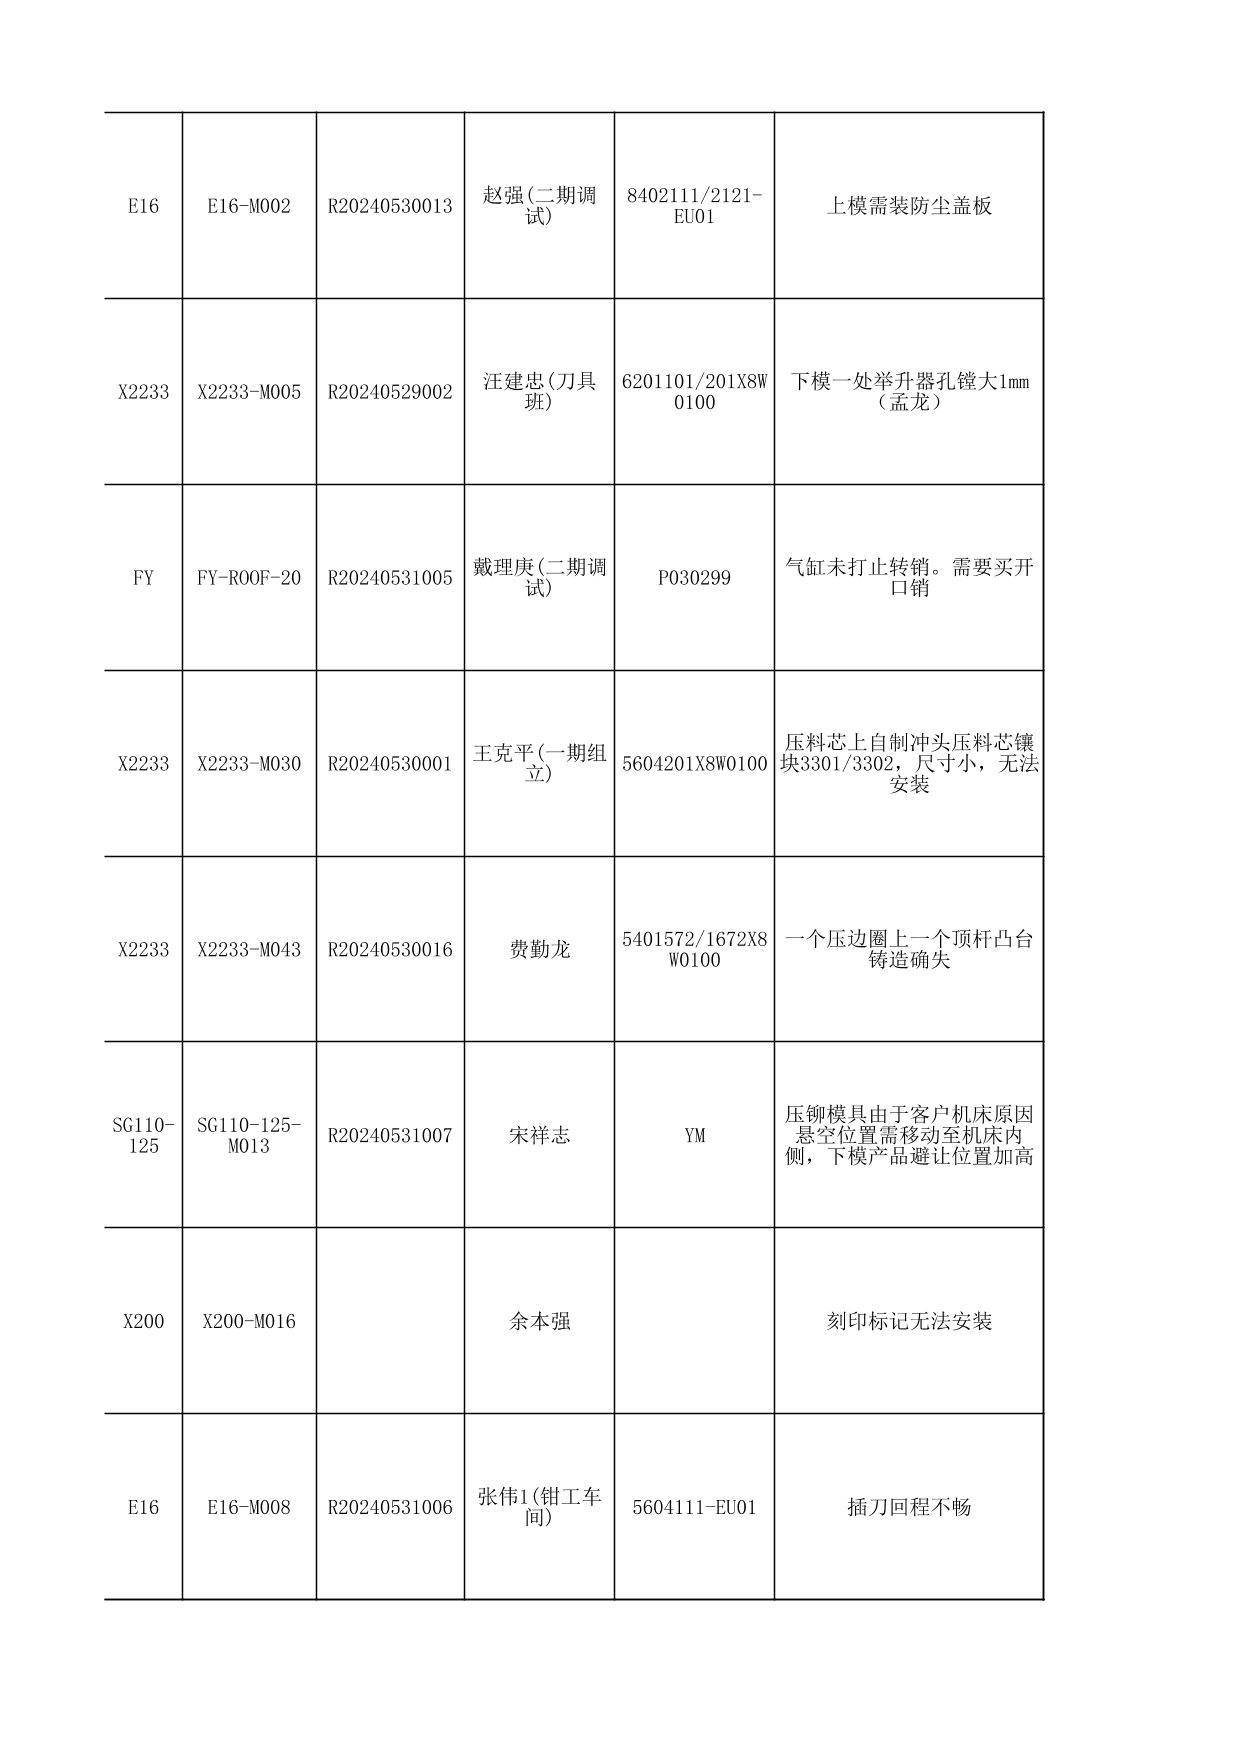 E16
E16-M002
R20240530013
赵强(二期调
试)
8402111/2121-
EU01
上模需装防尘盖板
X2233
X2233-M005
R20240529002
汪建忠(刀具
班)
6201101/201X8W
0100
下模一处举升器孔镗大1mm
（孟龙）
FY
FY-ROOF-20
R20240531005
戴理庚(二期调
试)
P030299
气缸未打止转销。需要买开
口销
X2233
X2233-M030
R20240530001
王克平(一期组
立)
5604201X8W0100
压料芯上自制冲头压料芯镶
块3301/3302，尺寸小，无法
安装
X2233
X2233-M043
R20240530016
费勤龙
5401572/1672X8
W0100
一个压边圈上一个顶杆凸台
铸造确失
SG110-
125
SG110-125-
M013
R20240531007
宋祥志
YM
压铆模具由于客户机床原因
悬空位置需移动至机床内
侧，下模产品避让位置加高
X200
X200-M016
余本强
刻印标记无法安装
E16
E16-M008
R20240531006
张伟1(钳工车
间)
5604111-EU01
插刀回程不畅